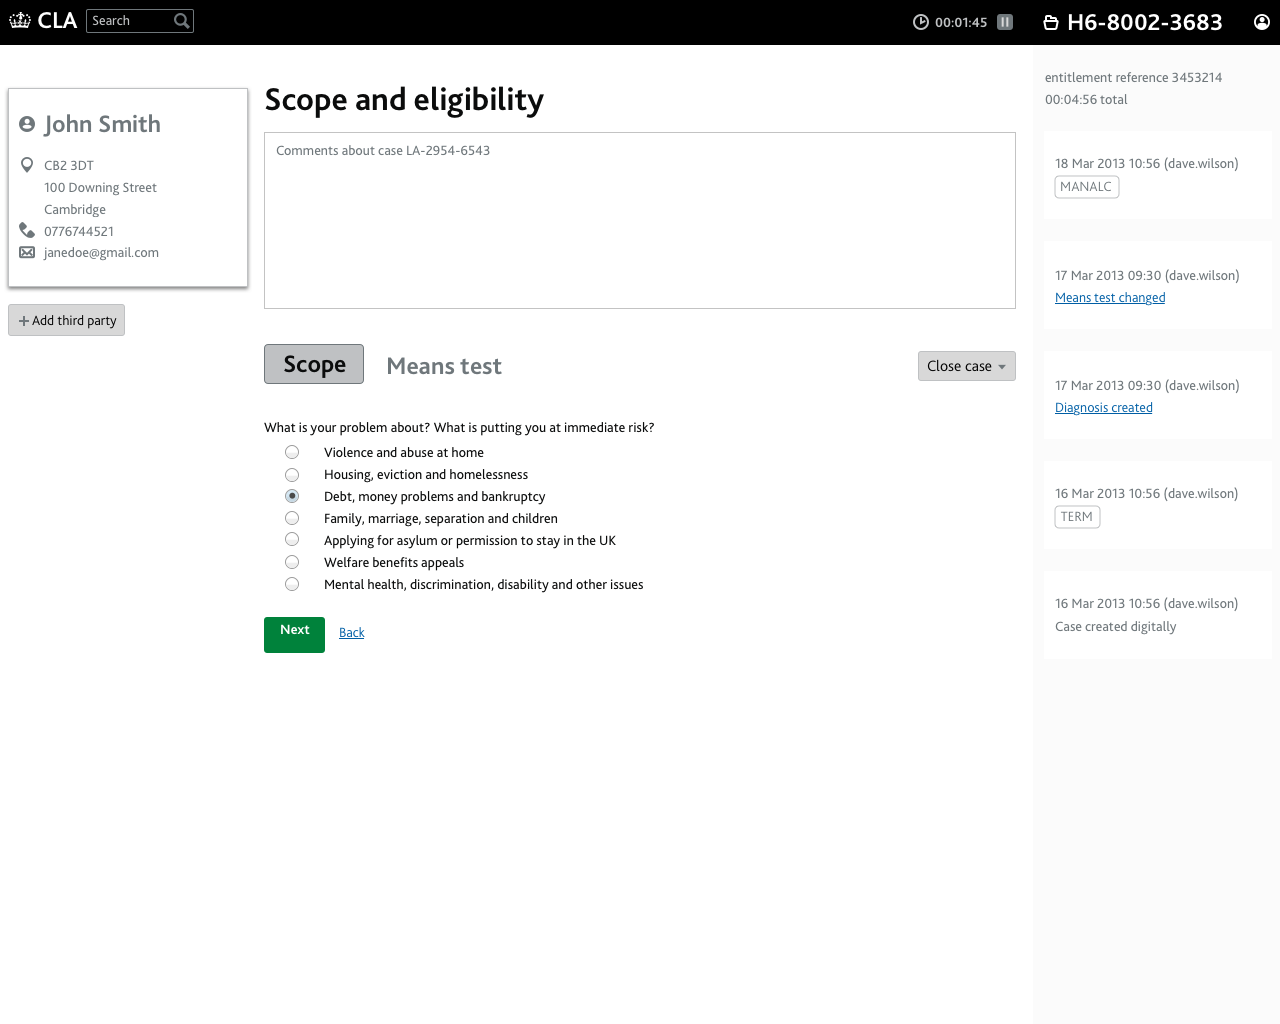 CLA
Search
00:01:45
H6-8002-3683
John Smith
CB2 3DT
100 Downing Street
Cambridge
0776744521
janedoe@gmail.com
Add third party
Scope and eligibility
Comments about case LA-2954-6543
Scope
Means test
Close case
What is your problem about? What is putting you at immediate risk?
Violence and abuse at home
Housing, eviction and homelessness
Debt, money problems and bankruptcy
Family, marriage, separation and children
Applying for asylum or permission to stay in the UK
Welfare benefits appeals
Mental health, discrimination, disability and other issues
Next
Back
entitlement reference 3453214
00:04:56 total
18 Mar 2013 10:56 (dave.wilson)
MANALC
17 Mar 2013 09:30 (dave.wilson)
Means test changed
17 Mar 2013 09:30 (dave.wilson)
Diagnosis created
16 Mar 2013 10:56 (dave.wilson)
TERM
16 Mar 2013 10:56 (dave.wilson)
Case created digitally